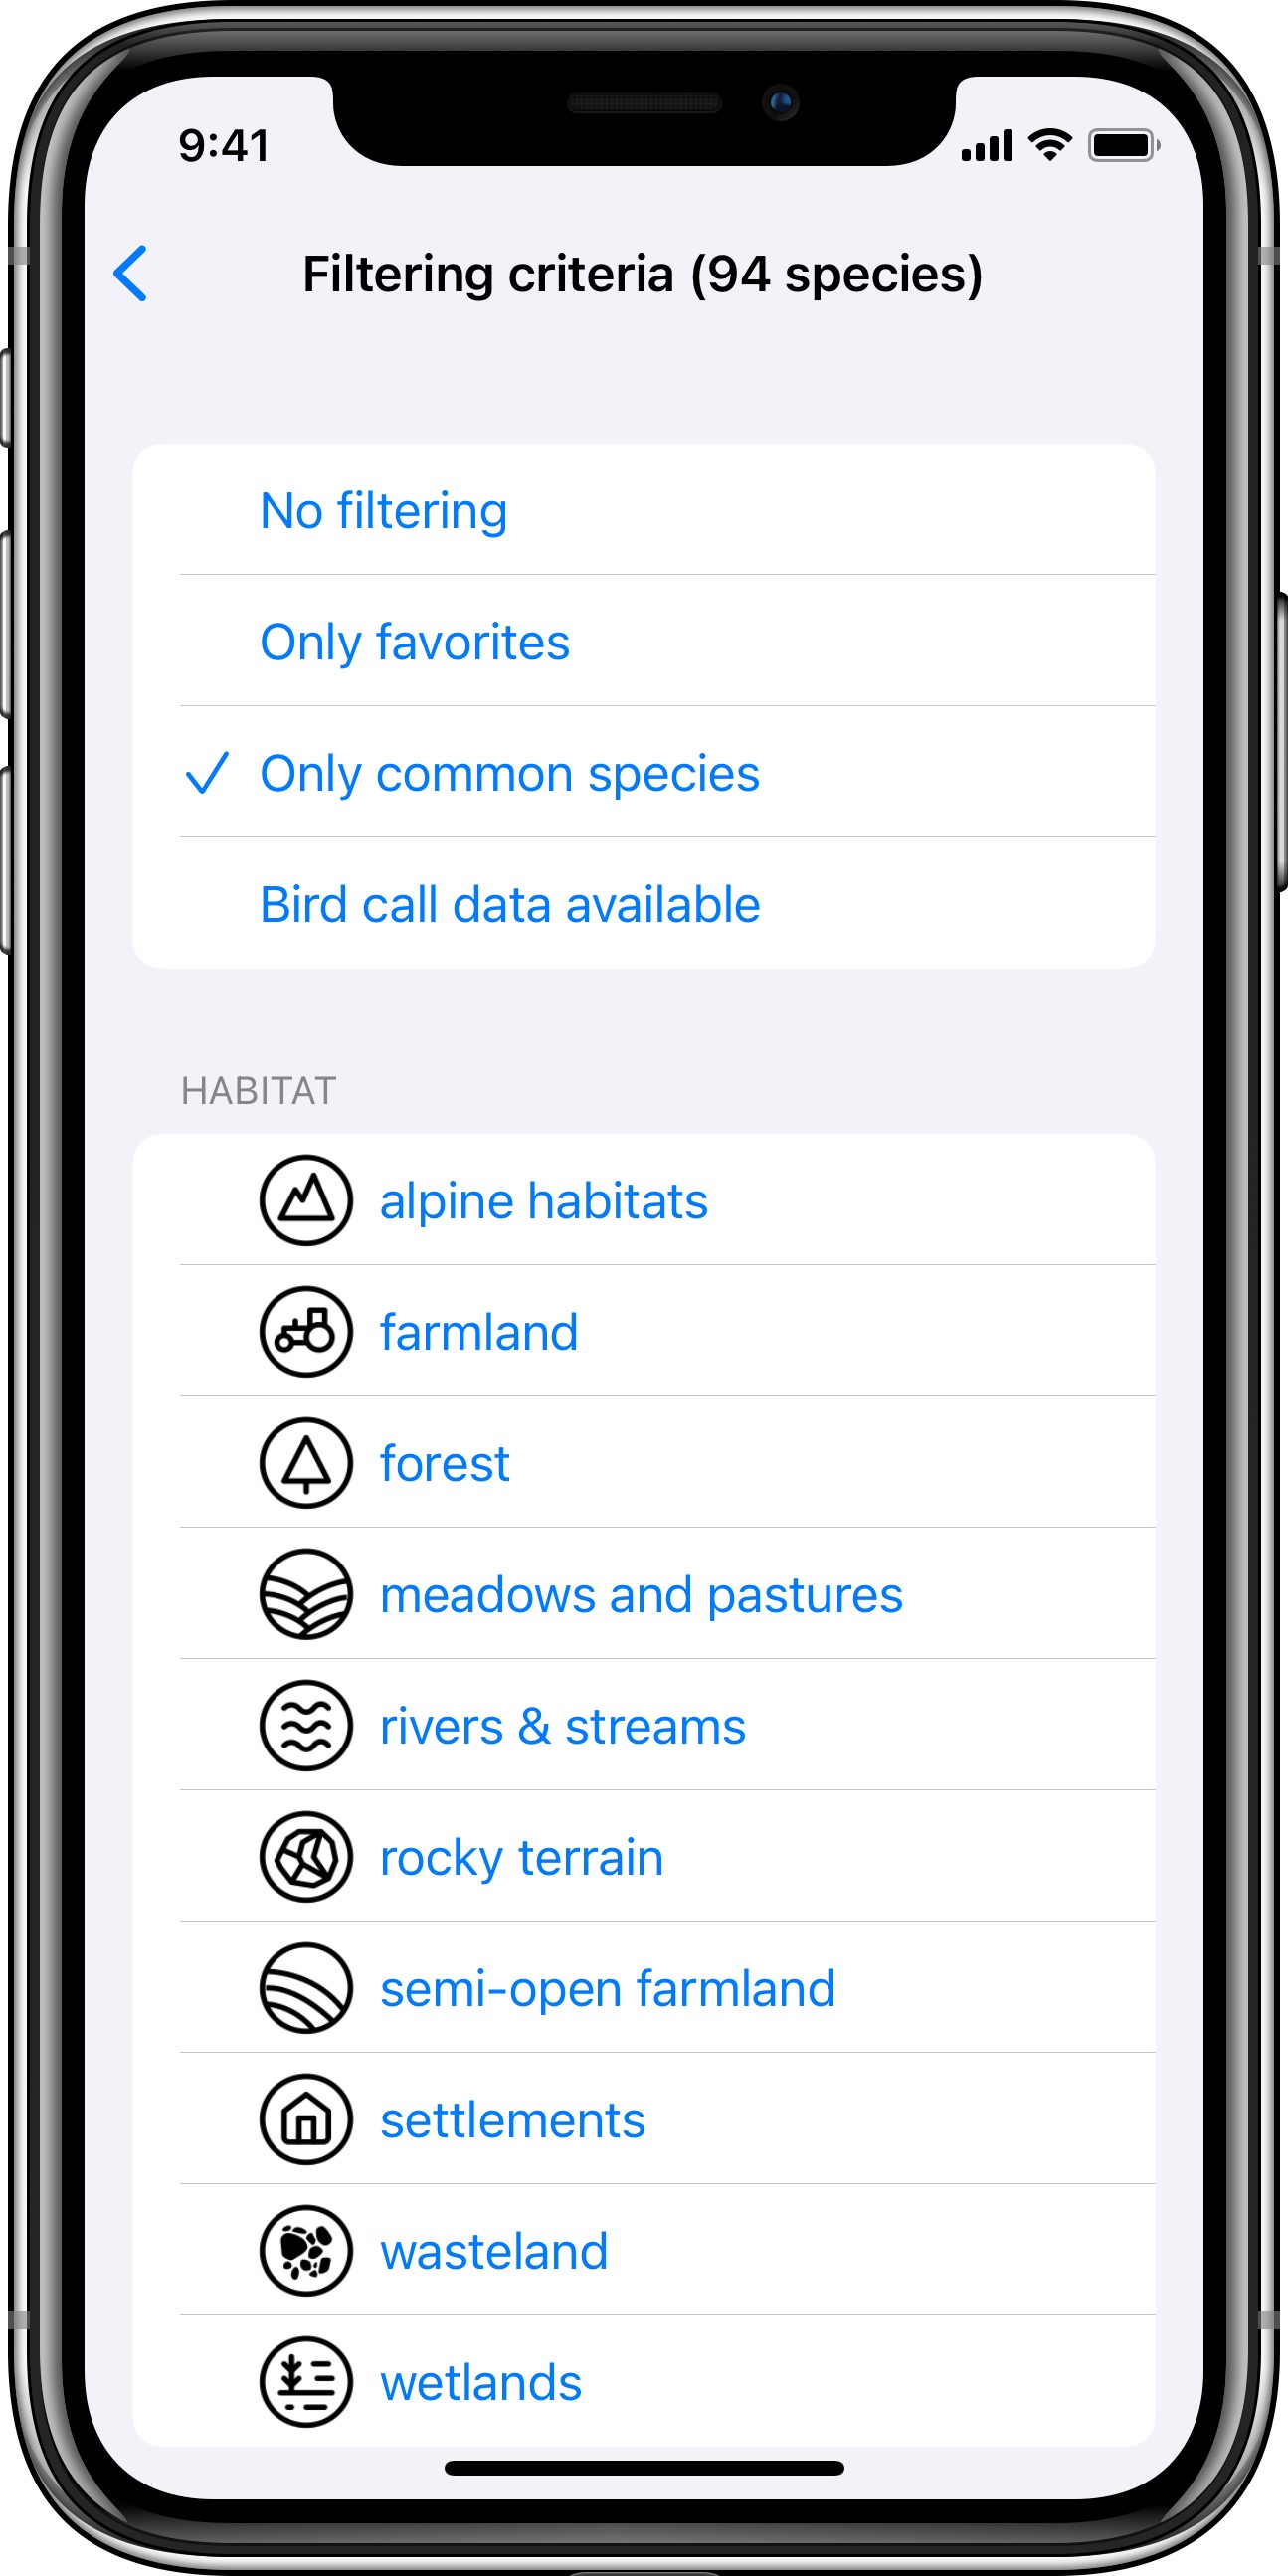 9:41
Filtering criteria (94 species)
No filtering
Only favorites
Only common species
Bird call data available
HABITAT
alpine habitats
farmland
forest
meadows and pastures
rivers & streams
rocky terrain
semi-open farmland
settlements
wasteland
wetlands